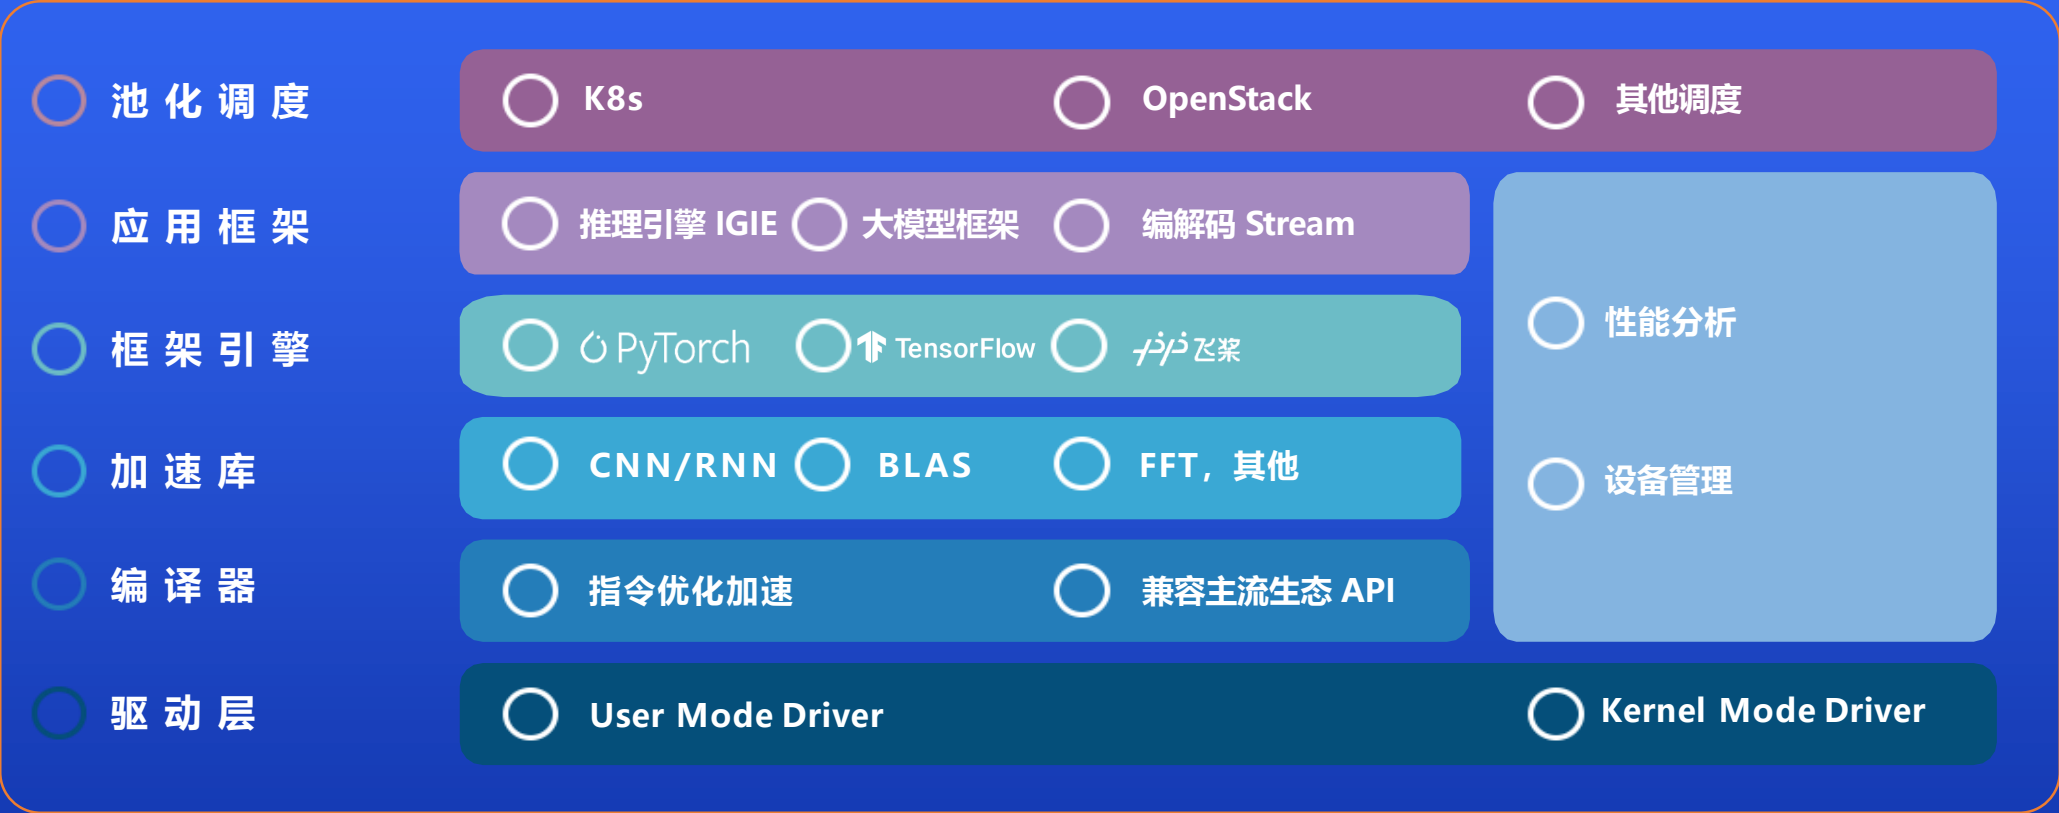 池化调度 K8s OpenStack 其他调度
应用框架 推理引擎 IGIE 大模型框架 编解码 Stream
性能分析
框架引擎 PyTorch TensorFlow 飞桨
加速库 CNN/RNN BLAS FFT，其他
设备管理
编译器 指令优化加速 兼容主流生态 API
驱动层 User Mode Driver Kernel Mode Driver